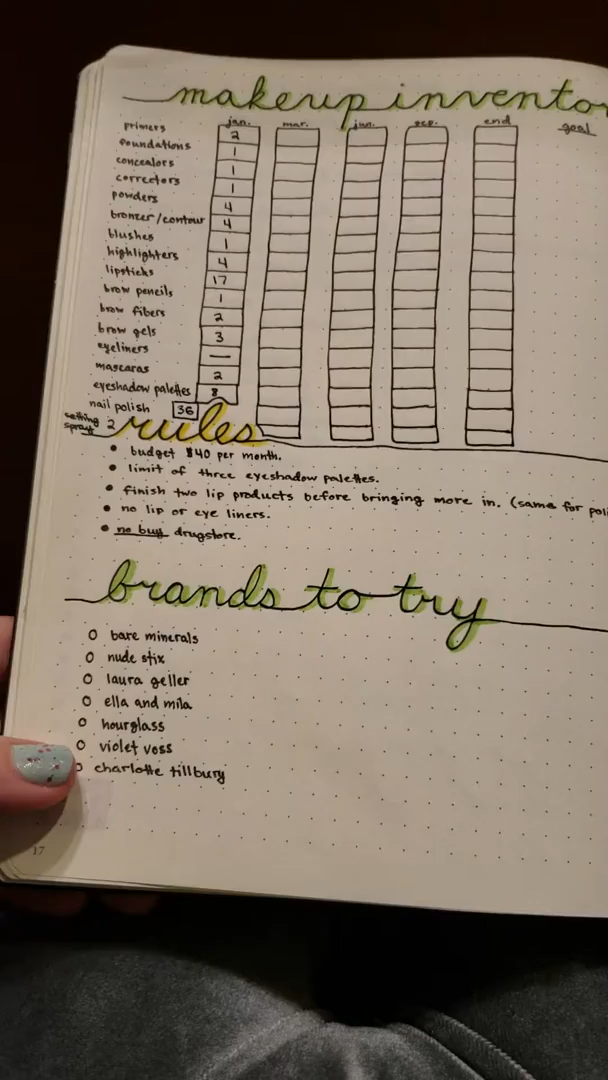 makeup invento
jan. mar. jun. sep. end goal
primers 2
foundations 1
concealors 1
correctors 1
powders 4
bronzer/contour 4
blushes 1
highlighters 4
lipsticks 17
brow pencils 1
brow fibers 2
brow gels 3
eyeliners —
mascaras 2
eyeshadow palettes 8
nail polish 36
setting sprays 2
rules
• budget $40 per month.
• limit of three eyeshadow palettes.
• finish two lip products before bringing more in. (same for poli
• no lip or eye liners.
• no buy drugstore.
brands to try
O bare minerals
O nude stix
O laura geller
O ella and mila
O hourglass
O violet voss
O charlotte tillbury
17